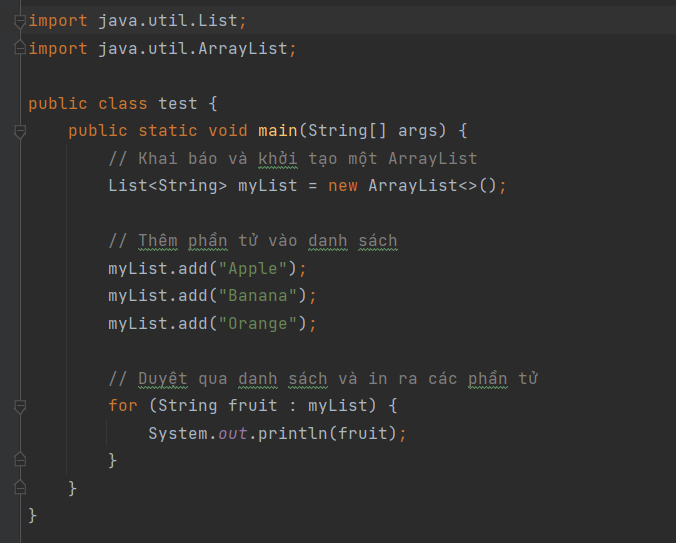 import java.util.List;
import java.util.ArrayList;
public class test {
public static void main(String[] args) {
// Khai báo và khởi tạo một ArrayList
List<String> myList = new ArrayList<>();
// Thêm phần tử vào danh sách
myList.add("Apple");
myList.add("Banana");
myList.add("Orange");
// Duyệt qua danh sách và in ra các phần tử
for (String fruit : myList) {
System.out.println(fruit);
}
}
}